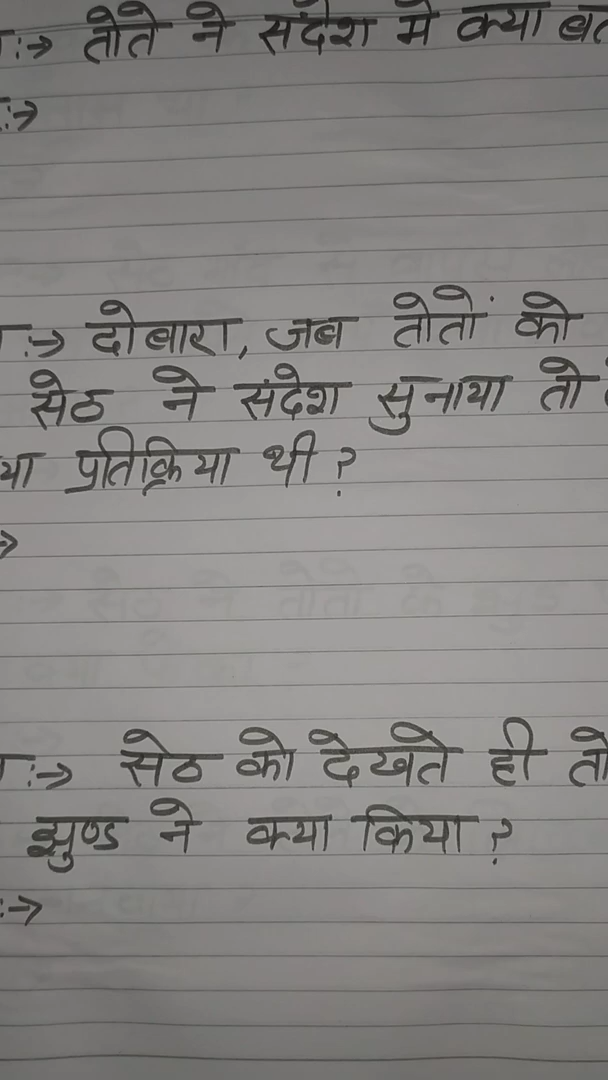 :→ तोते ने संदेश मे क्या
:→
:→ दोबारा, जब तोतों को
सेठ ने संदेश सुनाया तो
या प्रतिक्रिया थी ?
→
:→ सेठ को देखते ही तो
झुण्ड ने क्या किया ?
:→